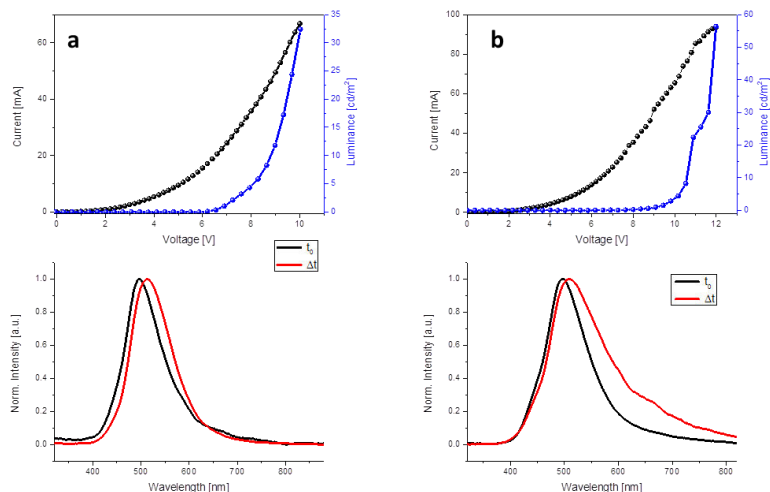 a
Current [mA]
60
40
20
0
35
30
25
20
15
10
5
0
Luminance [cd/m²]
0 2 4 6 8 10
Voltage [V]
b
Current [mA]
100
80
60
40
20
0
60
50
40
30
20
10
0
Luminance [cd/m²]
0 2 4 6 8 10 12
Voltage [V]
t₀
Δt
Norm. Intensity [a.u.]
1.0
0.8
0.6
0.4
0.2
0.0
400 500 600 700 800
Wavelength [nm]
t₀
Δt
Norm. Intensity [a.u.]
1.0
0.8
0.6
0.4
0.2
0.0
400 500 600 700 800
Wavelength [nm]